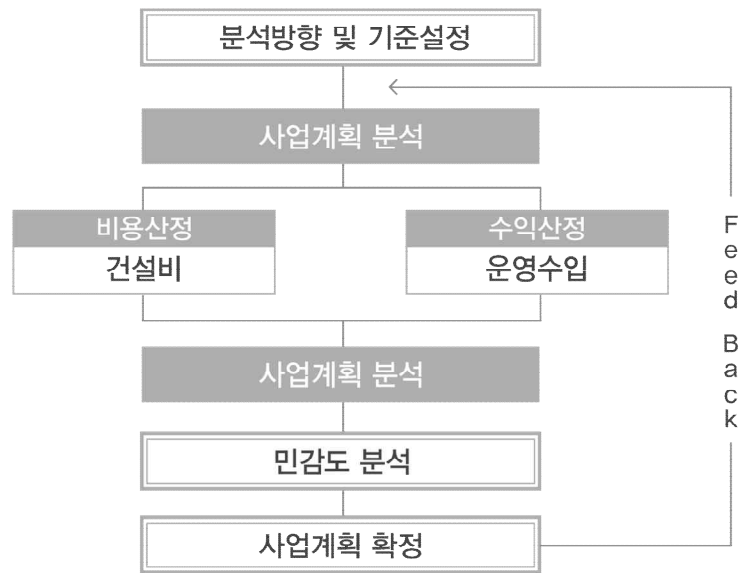 분석방향 및 기준설정
사업계획 분석
비용산정
건설비
수익산정
운영수입
사업계획 분석
민감도 분석
사업계획 확정
Feed Back